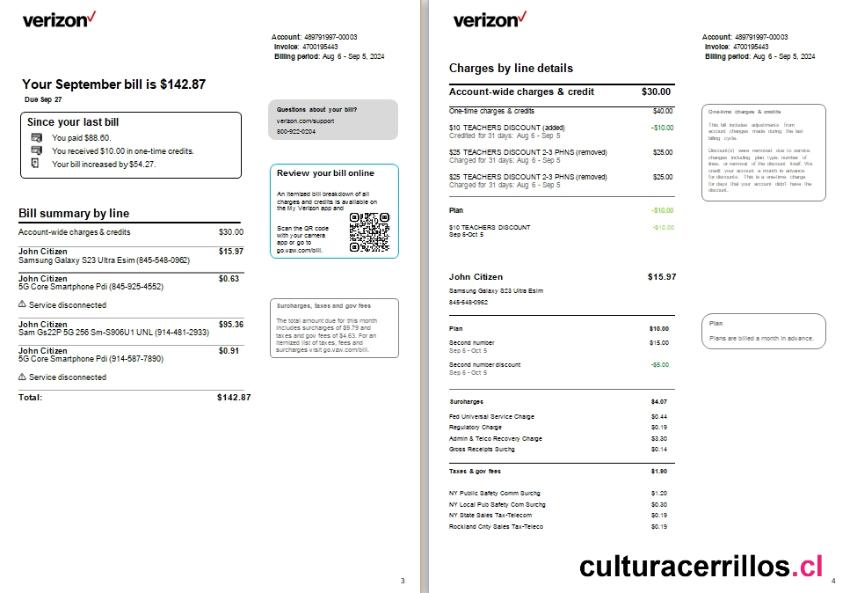 verizon
Account: 489791997-00003
Invoice: 4700195443
Billing period: Aug 6 - Sep 5, 2024
Your September bill is $142.87
Due Sep 27
Since your last bill
You paid $88.60.
You received $10.00 in one-time credits.
Your bill increased by $54.27.
Questions about your bill?
verizon.com/support
800-922-0204
Review your bill online
An itemized bill breakdown of all
charges and credits is available on
the My Verizon app and
Scan the QR code
with your camera
app or go to
go.vzw.com/bill.
Bill summary by line
Account-wide charges & credits $30.00
John Citizen $15.97
Samsung Galaxy S23 Ultra Esim (845-548-0962)
John Citizen $0.63
5G Core Smartphone Pdi (845-925-4552)
Service disconnected
John Citizen $95.36
Sam Gs22P 5G 256 Sm-S906U1 UNL (914-481-2933)
John Citizen $0.91
5G Core Smartphone Pdi (914-587-7890)
Service disconnected
Total: $142.87
Surcharges, taxes and gov fees
The total amount due for this month
includes surcharges of $9.79 and
taxes and gov fees of $4.63. For an
itemized list of taxes, fees and
surcharges visit go.vzw.com/bill.
3
verizon
Account: 489791997-00003
Invoice: 4700195443
Billing period: Aug 6 - Sep 5, 2024
Charges by line details
Account-wide charges & credit $30.00
One-time charges & credits $40.00
$10 TEACHERS DISCOUNT (added) -$10.00
Credited for 31 days: Aug 6 - Sep 5
$25 TEACHERS DISCOUNT 2-3 PHNS (removed) $25.00
Charged for 31 days: Aug 6 - Sep 5
$25 TEACHERS DISCOUNT 2-3 PHNS (removed) $25.00
Charged for 31 days: Aug 6 - Sep 5
Plan -$10.00
$10 TEACHERS DISCOUNT -$10.00
Sep 6-Oct 5
One-time charges & credits
This bill includes adjustments from
account changes made during the last
billing cycle.
Discount(s) were removed due to service
changes including plan type, number of
lines, or removal of the discount itself. We
credit your account a month in advance
for discounts. This is a one-time charge
for days that your account didn't have the
discount.
John Citizen $15.97
Samsung Galaxy S23 Ultra Esim
845-548-0962
Plan $10.00
Second number $15.00
Sep 6 - Oct 5
Second number discount -$5.00
Sep 6 - Oct 5
Plan
Plans are billed a month in advance.
Surcharges $4.07
Fed Universal Service Charge $0.44
Regulatory Charge $0.19
Admin & Telco Recovery Charge $3.30
Gross Receipts Surchg $0.14
Taxes & gov fees $1.90
NY Public Safety Comm Surchg $1.20
NY Local Pub Safety Com Surchg $0.30
NY State Sales Tax-Telecom $0.19
Rockland Cnty Sales Tax-Teleco $0.19
culturacerrillos.cl
4